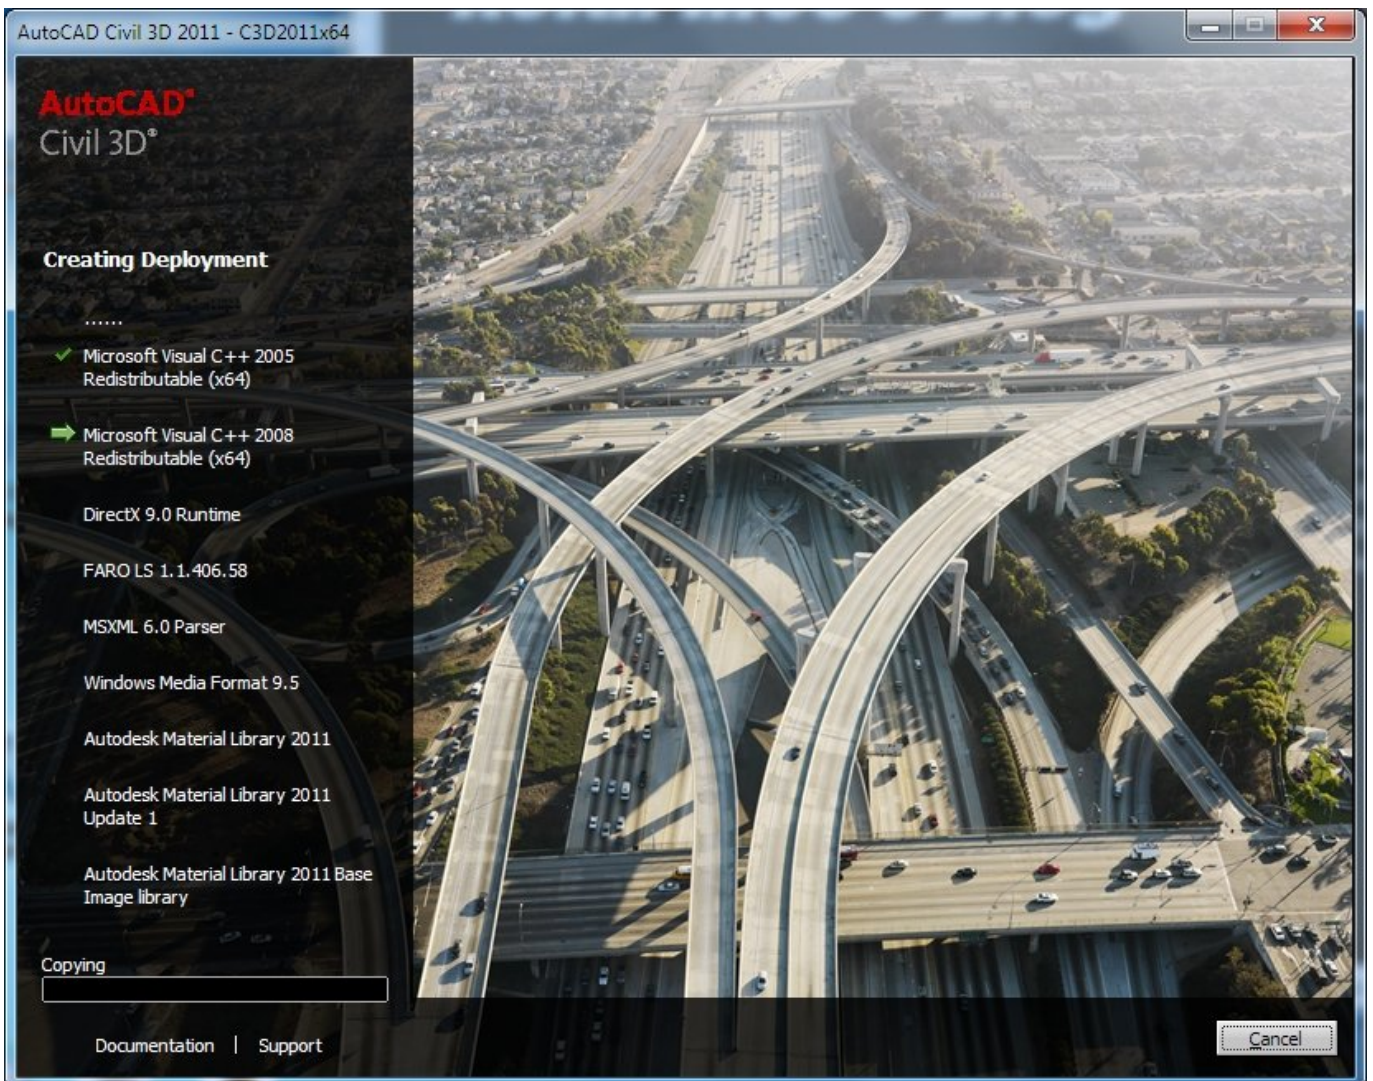 AutoCAD Civil 3D 2011 - C3D2011x64
AutoCAD®
Civil 3D®
Creating Deployment
......
Microsoft Visual C++ 2005
Redistributable (x64)
Microsoft Visual C++ 2008
Redistributable (x64)
DirectX 9.0 Runtime
FARO LS 1.1.406.58
MSXML 6.0 Parser
Windows Media Format 9.5
Autodesk Material Library 2011
Autodesk Material Library 2011
Update 1
Autodesk Material Library 2011 Base
Image library
Copying
Documentation | Support
Cancel